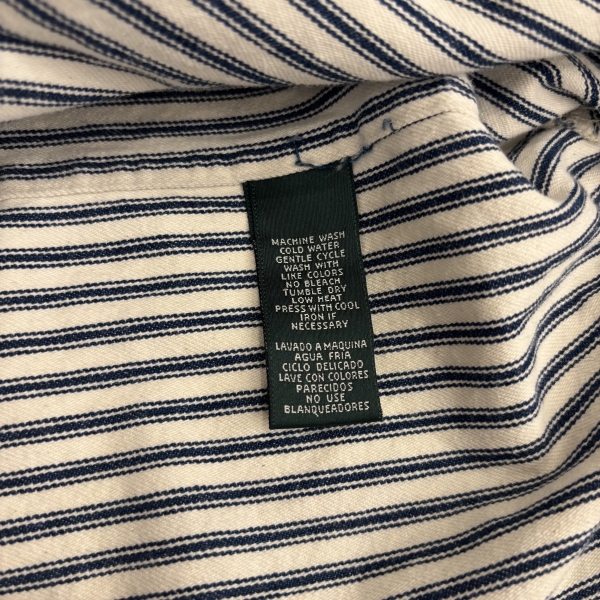 MACHINE WASH
COLD WATER
GENTLE CYCLE
WASH WITH
LIKE COLORS
NO BLEACH
TUMBLE DRY
LOW HEAT
PRESS WITH COOL
IRON IF
NECESSARY
LAVADO A MAQUINA
AGUA FRIA
CICLO DELICADO
LAVE CON COLORES
PARECIDOS
NO USE
BLANQUEADORES